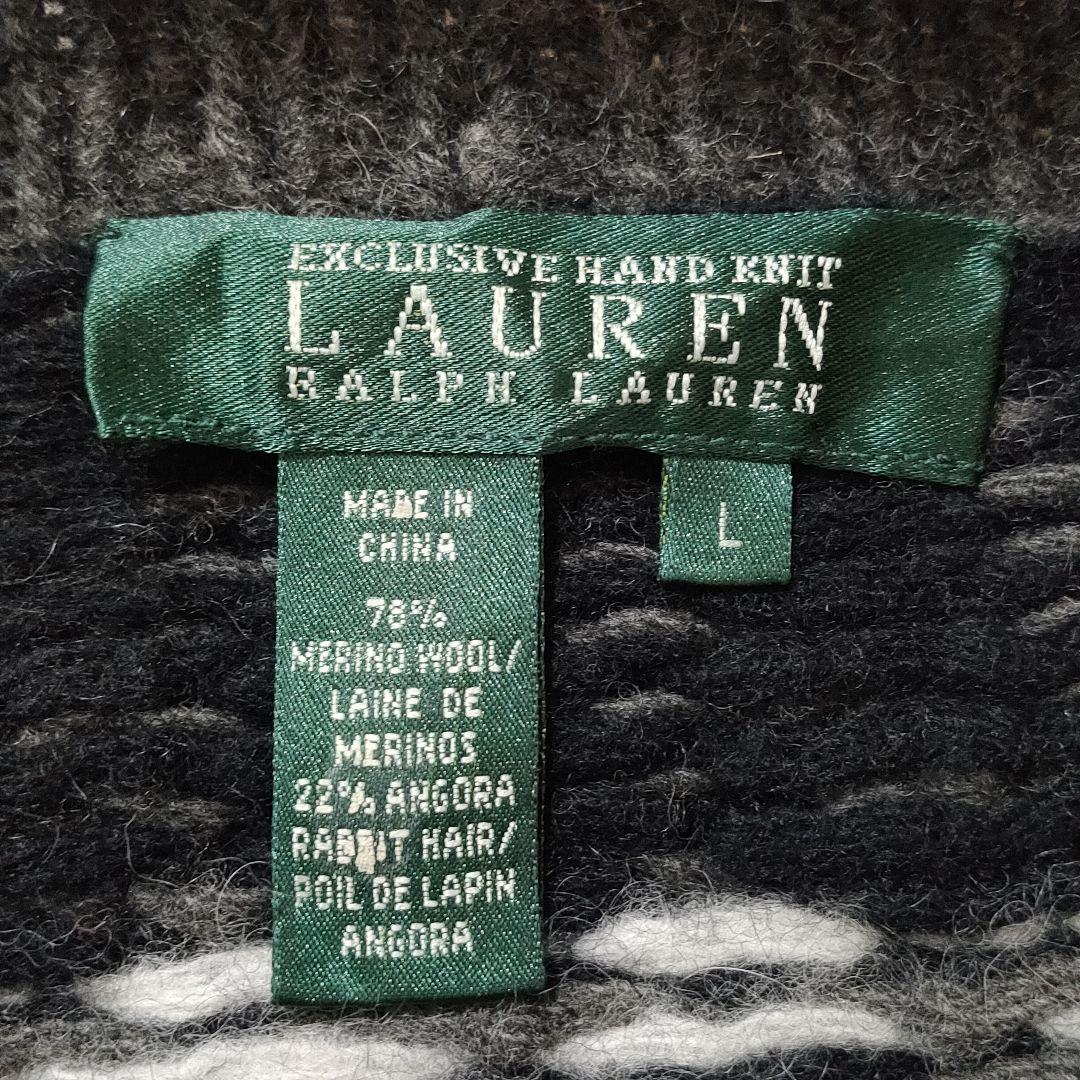 EXCLUSIVE HAND KNIT
LAUREN
RALPH LAUREN
MADE IN
CHINA
78%
MERINO WOOL/
LAINE DE
MERINOS
22% ANGORA
RABBIT HAIR/
POIL DE LAPIN
ANGORA
L